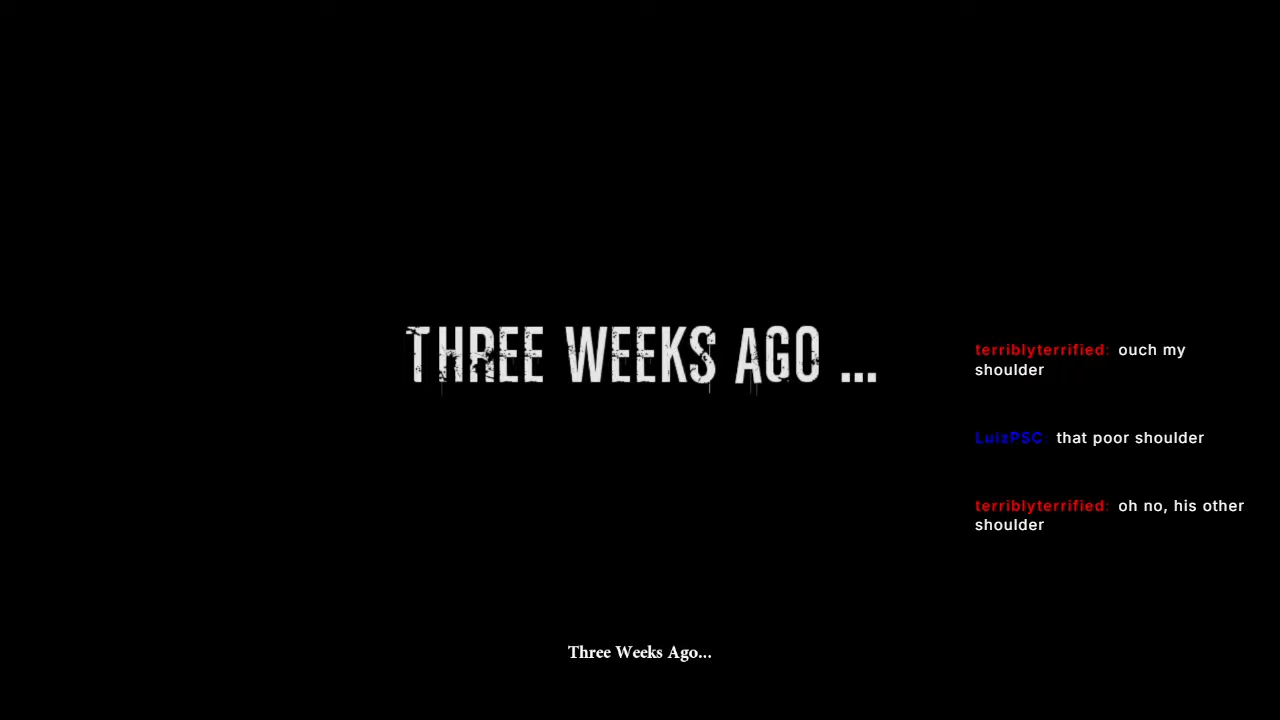 THREE WEEKS AGO ...
terriblyterrified: ouch my
shoulder
LuizPSC: that poor shoulder
terriblyterrified: oh no, his other
shoulder
Three Weeks Ago...